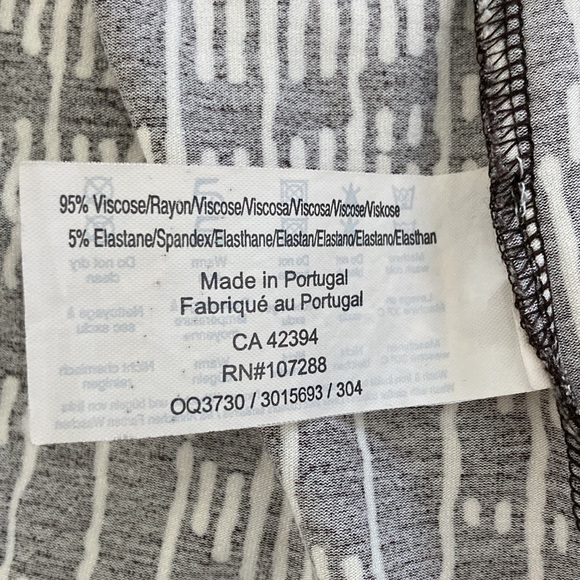 95% Viscose/Rayon/Viscose/Viscosa/Viscosa/Viscose/Viskose
5% Elastane/Spandex/Elasthane/Elastan/Elastano/Elastano/Elasthan
Made in Portugal
Fabriqué au Portugal
CA 42394
RN#107288
OQ3730 / 3015693 / 304